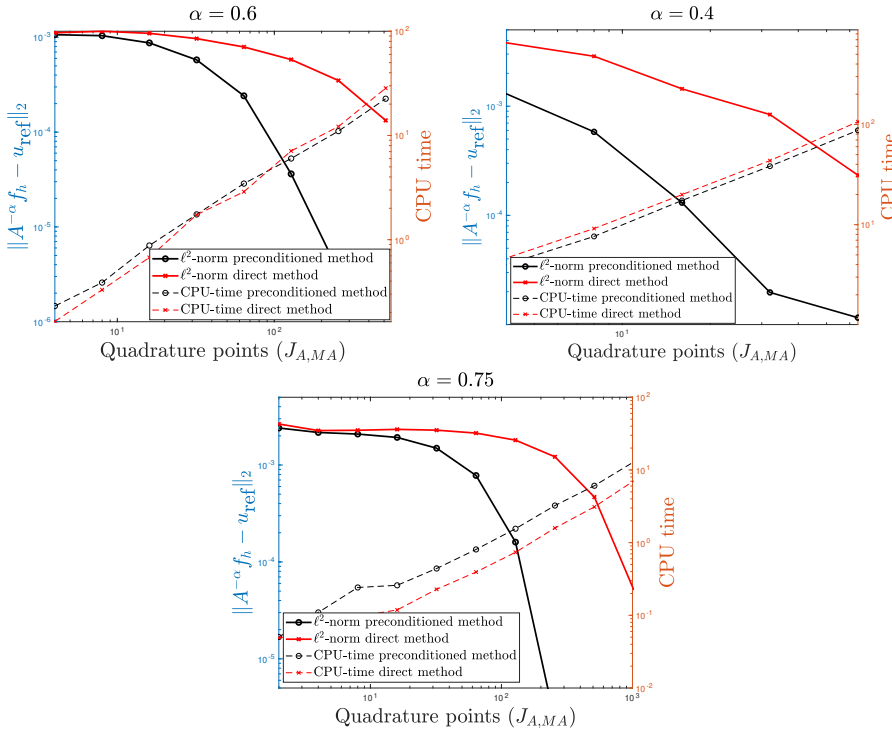 α = 0.6
10^-3
10^-4
10^-5
10^-6
||A^-α f_h − u_ref||_2
10^2
10^1
10^0
CPU time
ℓ²-norm preconditioned method
ℓ²-norm direct method
CPU-time preconditioned method
CPU-time direct method
10^1
10^2
Quadrature points (J_A,MA)
α = 0.4
10^-3
10^-4
||A^-α f_h − u_ref||_2
10^2
10^1
CPU time
ℓ²-norm preconditioned method
ℓ²-norm direct method
CPU-time preconditioned method
CPU-time direct method
10^1
Quadrature points (J_A,MA)
α = 0.75
10^-3
10^-4
10^-5
||A^-α f_h − u_ref||_2
10^2
10^1
10^0
10^-1
10^-2
CPU time
ℓ²-norm preconditioned method
ℓ²-norm direct method
CPU-time preconditioned method
CPU-time direct method
10^1
10^2
10^3
Quadrature points (J_A,MA)